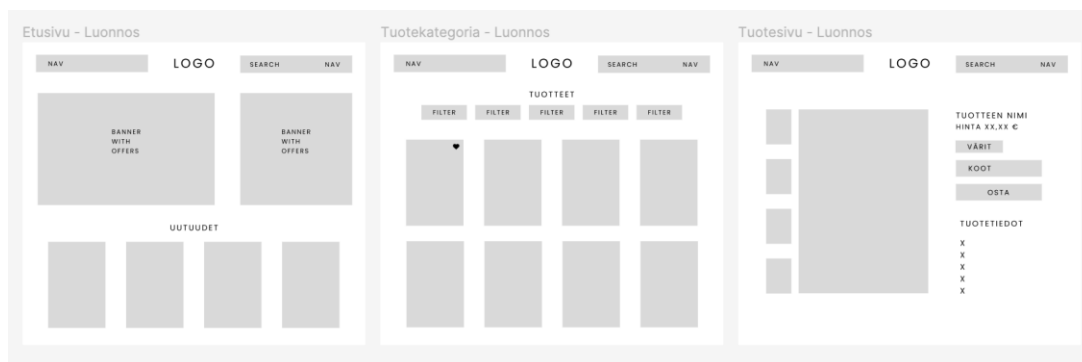 Etusivu - Luonnos
NAV
LOGO
SEARCH
NAV
BANNER
WITH
OFFERS
BANNER
WITH
OFFERS
UUTUUDET
Tuotekategoria - Luonnos
NAV
LOGO
SEARCH
NAV
TUOTTEET
FILTER
FILTER
FILTER
FILTER
FILTER
Tuotesivu - Luonnos
NAV
LOGO
SEARCH
NAV
TUOTTEEN NIMI
HINTA XX,XX €
VÄRIT
KOOT
OSTA
TUOTETIEDOT
X
X
X
X
X